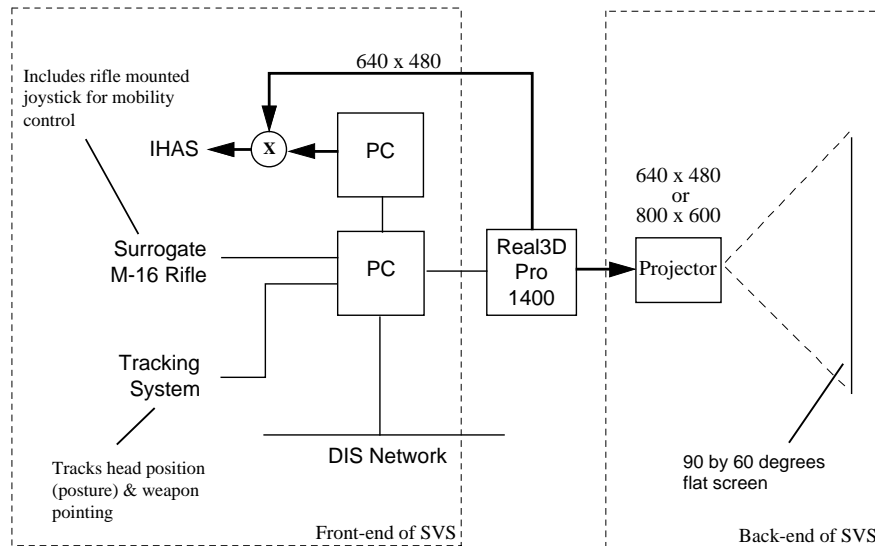 640 x 480
Includes rifle mounted
joystick for mobility
control
IHAS
X
PC
640 x 480
or
800 x 600
Surrogate
M-16 Rifle
PC
Real3D
Pro
1400
Projector
Tracking
System
DIS Network
Tracks head position
(posture) & weapon
pointing
90 by 60 degrees
flat screen
Front-end of SVS
Back-end of SVS